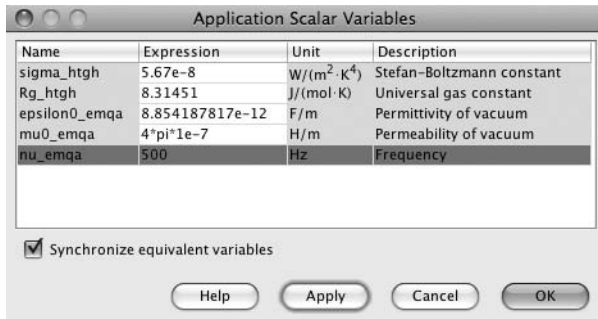 Application Scalar Variables
Name Expression Unit Description
sigma_htgh 5.67e-8 W/(m²·K⁴) Stefan-Boltzmann constant
Rg_htgh 8.31451 J/(mol·K) Universal gas constant
epsilon0_emqa 8.854187817e-12 F/m Permittivity of vacuum
mu0_emqa 4*pi*1e-7 H/m Permeability of vacuum
nu_emqa 500 Hz Frequency
Synchronize equivalent variables
Help Apply Cancel OK